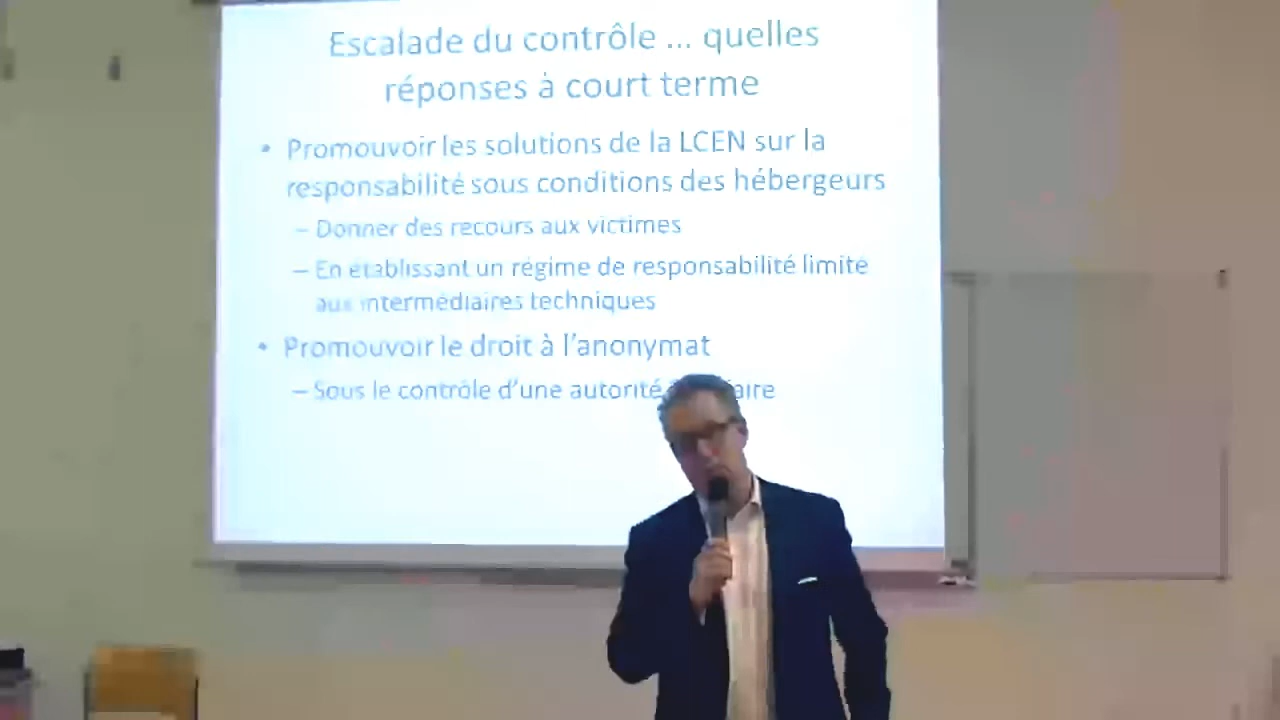 Escalade du contrôle ... quelles
réponses à court terme
• Promouvoir les solutions de la LCEN sur la
responsabilité sous conditions des hébergeurs
– Donner des recours aux victimes
– En établissant un régime de responsabilité limité
aux intermédiaires techniques
• Promouvoir le droit à l'anonymat
– Sous le contrôle d'une autorité